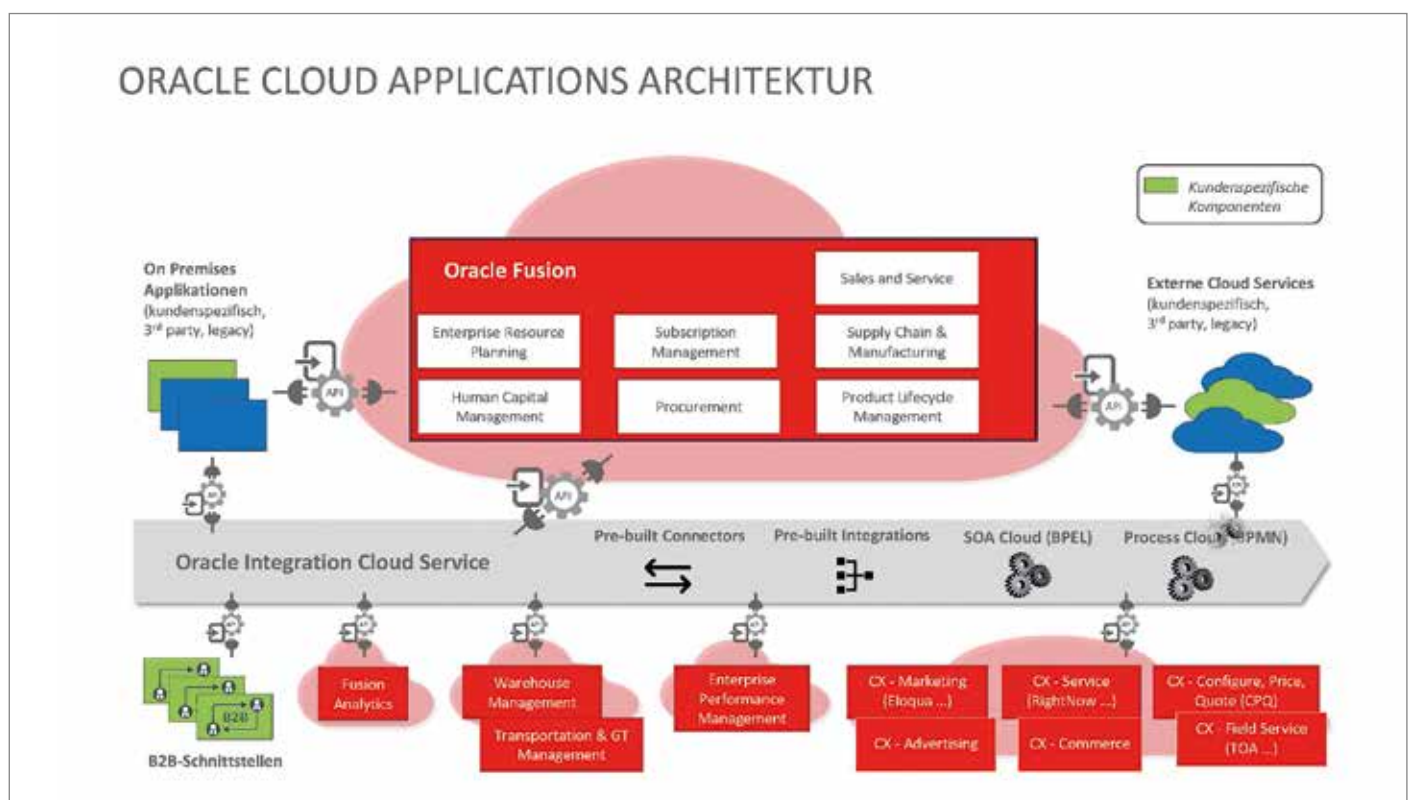 ORACLE CLOUD APPLICATIONS ARCHITEKTUR
Kundenspezifische
Komponenten
On Premises
Applikationen
(kundenspezifisch,
3rd party, legacy)
API
Oracle Fusion
Sales and Service
Enterprise Resource
Planning
Subscription
Management
Supply Chain &
Manufacturing
Human Capital
Management
Procurement
Product Lifecycle
Management
Externe Cloud Services
(kundenspezifisch,
3rd party, legacy)
API
API
Oracle Integration Cloud Service
Pre-built Connectors
Pre-built Integrations
SOA Cloud (BPEL)
Process Cloud (BPMN)
B2B
B2B-Schnittstellen
Fusion
Analytics
Warehouse
Management
Transportation & GT
Management
Enterprise
Performance
Management
CX - Marketing
(Eloqua ...)
CX - Advertising
CX - Service
(RightNow ...)
CX - Commerce
CX - Configure, Price,
Quote (CPQ)
CX - Field Service
(TOA ...)